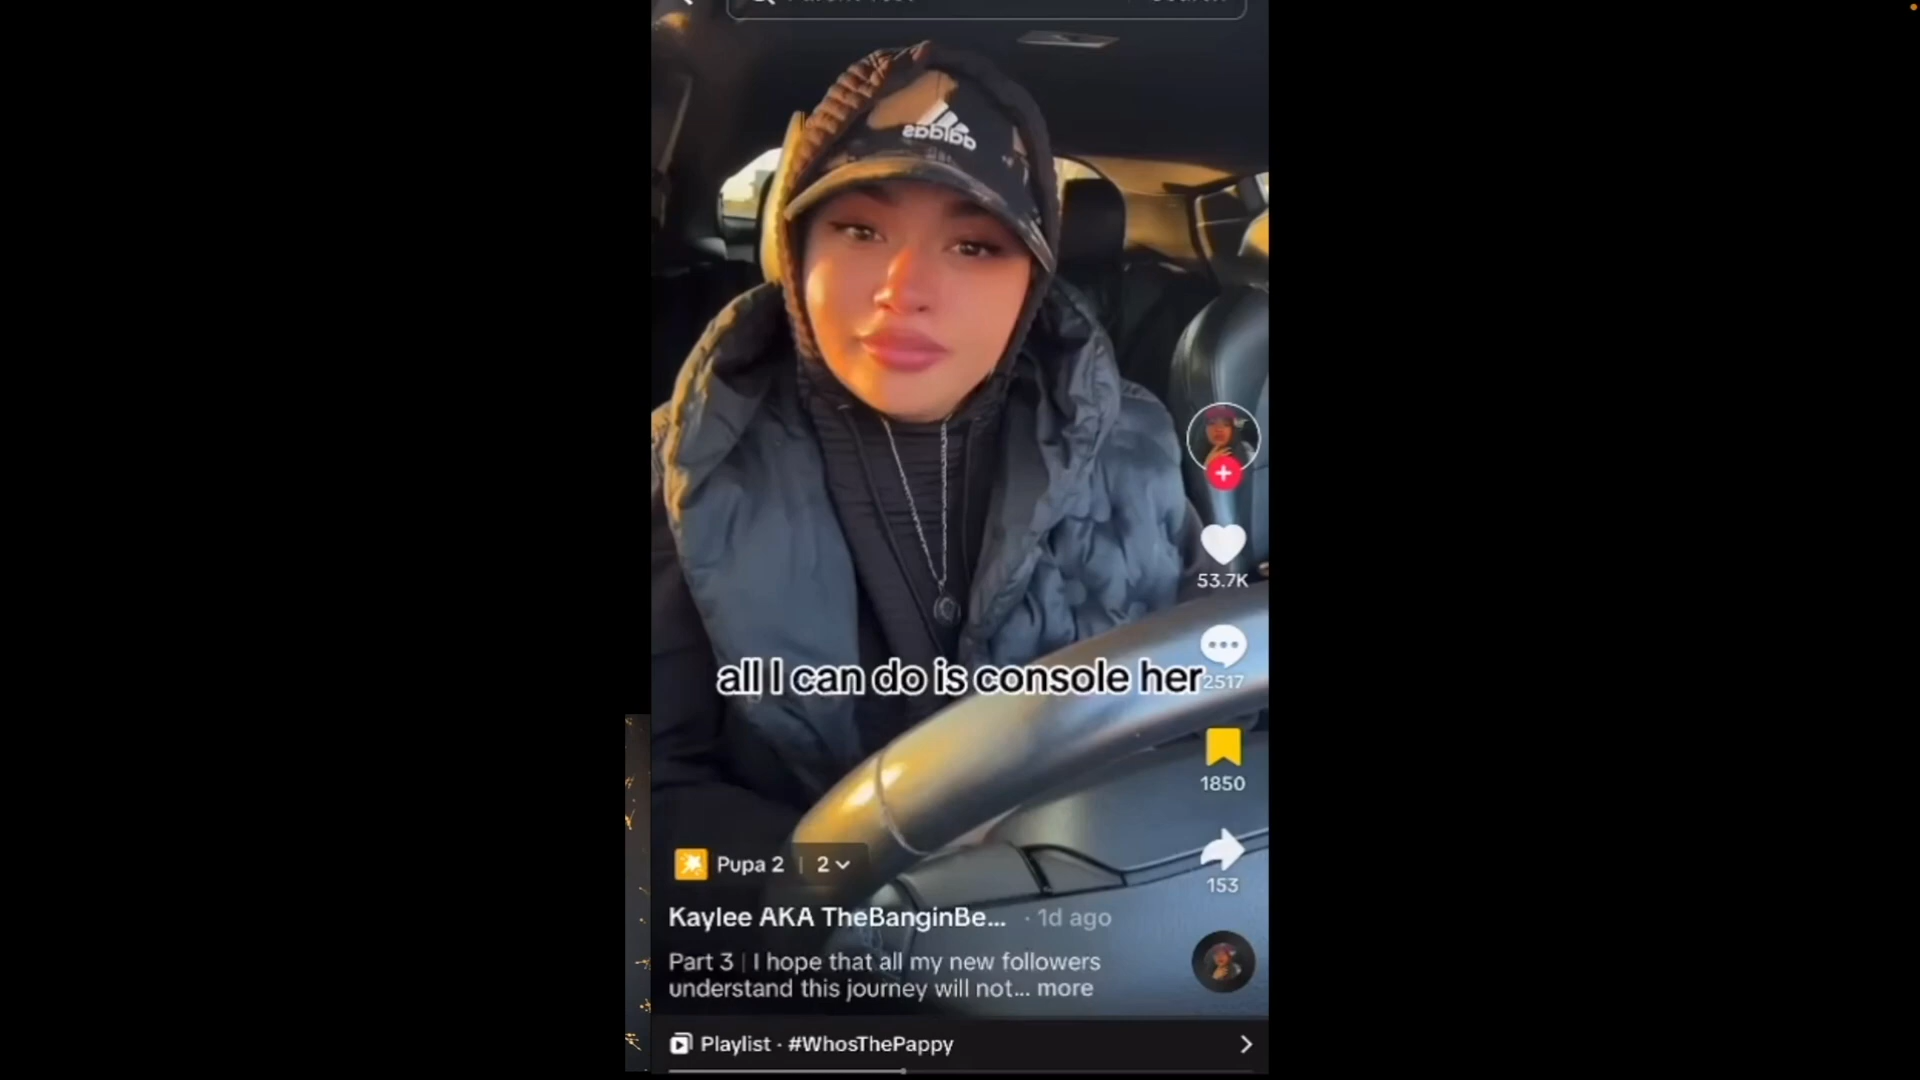 adidas
all I can do is console her
53.7K
2517
1850
153
Pupa 2 | 2
Kaylee AKA TheBanginBe... · 1d ago
Part 3 | I hope that all my new followers
understand this journey will not... more
Playlist · #WhosThePappy